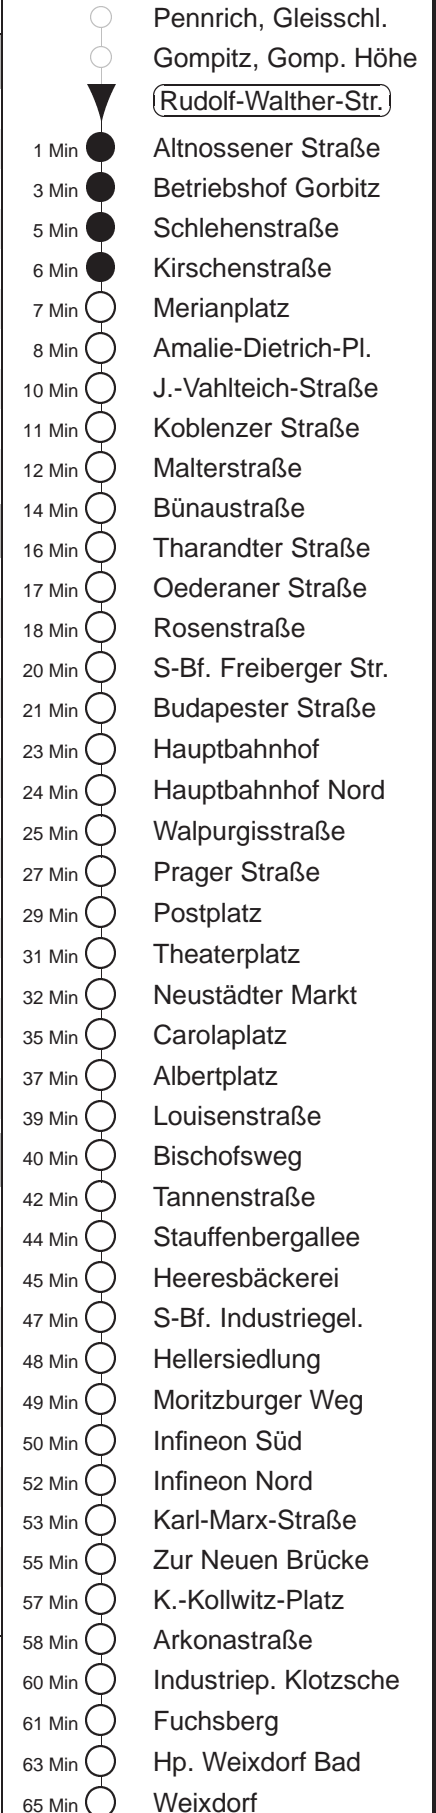 Pennrich, Gleisschl.
Gompitz, Gomp. Höhe
Rudolf-Walther-Str.
1 Min Altnossener Straße
3 Min Betriebshof Gorbitz
5 Min Schlehenstraße
6 Min Kirschenstraße
7 Min Merianplatz
8 Min Amalie-Dietrich-Pl.
10 Min J.-Vahlteich-Straße
11 Min Koblenzer Straße
12 Min Malterstraße
14 Min Bünaustraße
16 Min Tharandter Straße
17 Min Oederaner Straße
18 Min Rosenstraße
20 Min S-Bf. Freiberger Str.
21 Min Budapester Straße
23 Min Hauptbahnhof
24 Min Hauptbahnhof Nord
25 Min Walpurgisstraße
27 Min Prager Straße
29 Min Postplatz
31 Min Theaterplatz
32 Min Neustädter Markt
35 Min Carolaplatz
37 Min Albertplatz
39 Min Louisenstraße
40 Min Bischofsweg
42 Min Tannenstraße
44 Min Stauffenbergallee
45 Min Heeresbäckerei
47 Min S-Bf. Industriegel.
48 Min Hellersiedlung
49 Min Moritzburger Weg
50 Min Infineon Süd
52 Min Infineon Nord
53 Min Karl-Marx-Straße
55 Min Zur Neuen Brücke
57 Min K.-Kollwitz-Platz
58 Min Arkonastraße
60 Min Industriep. Klotzsche
61 Min Fuchsberg
63 Min Hp. Weixdorf Bad
65 Min Weixdorf